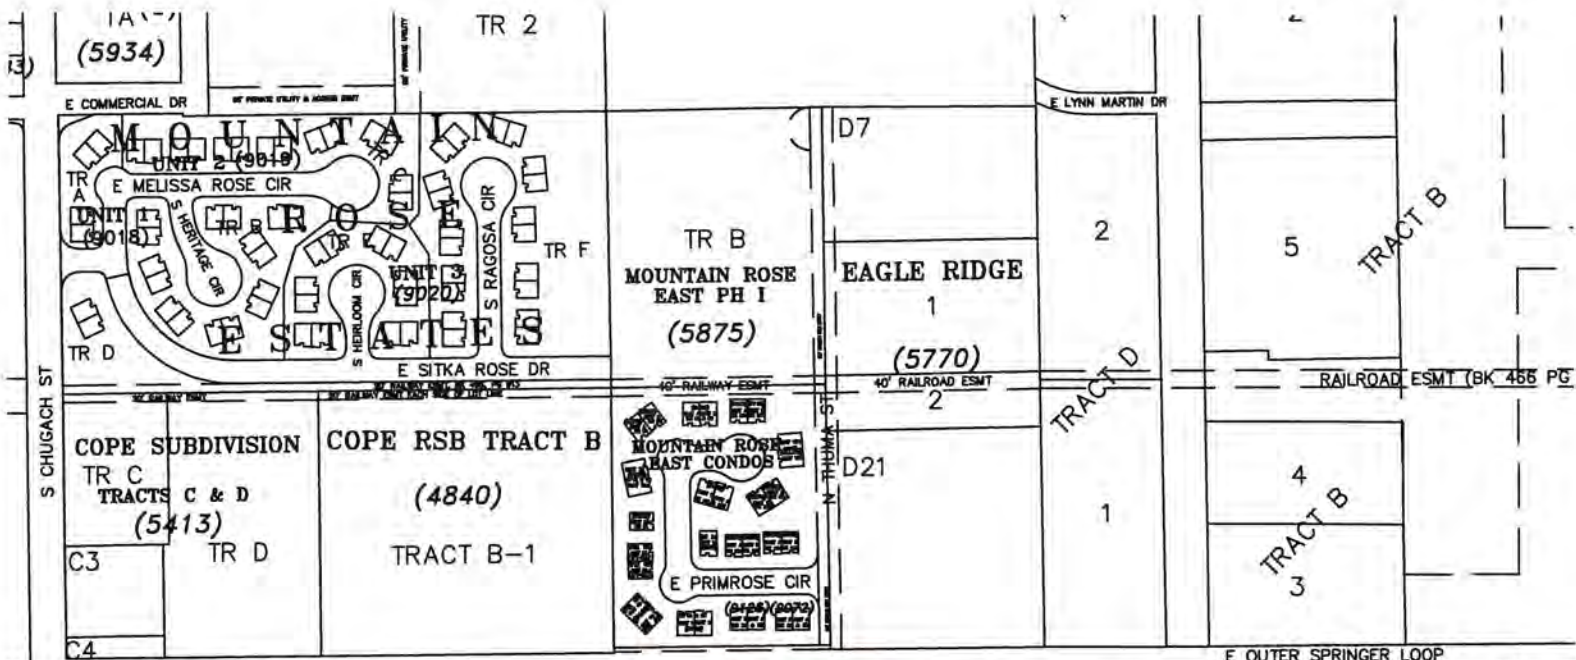 (5934)
TR 2
E COMMERCIAL DR
E LYNN MARTIN DR
MOUNTAIN
D7
UNIT 2 (9019)
TR
A
E MELISSA ROSE CIR
UNIT 1
(9018)
S HERITAGE CIR
TR B
ROSE
S RAGOSA CIR
TR F
TR B
2
5
TRACT B
UNIT 3
(9020)
S HEIRLOOM CIR
MOUNTAIN ROSE
EAST PH I
(5875)
EAGLE RIDGE
1
(5770)
TR D
ESTATES
E SITKA ROSE DR
S CHUGACH ST
40' RAILWAY ESMT
40' RAILROAD ESMT
2
TRACT D
RAILROAD ESMT (BK 466 PG
COPE SUBDIVISION
TR C
TRACTS C & D
(5413)
TR D
C3
C4
COPE RSB TRACT B
(4840)
TRACT B-1
MOUNTAIN ROSE
EAST CONDOS
N THUMA ST
D21
1
4
TRACT B
3
E PRIMROSE CIR
E OUTER SPRINGER LOOP